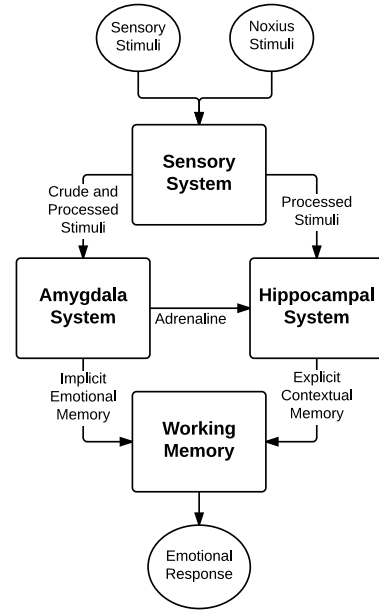 Sensory
Stimuli
Noxius
Stimuli
Sensory
System
Crude and
Processed
Stimuli
Processed
Stimuli
Amygdala
System
Adrenaline
Hippocampal
System
Implicit
Emotional
Memory
Explicit
Contextual
Memory
Working
Memory
Emotional
Response